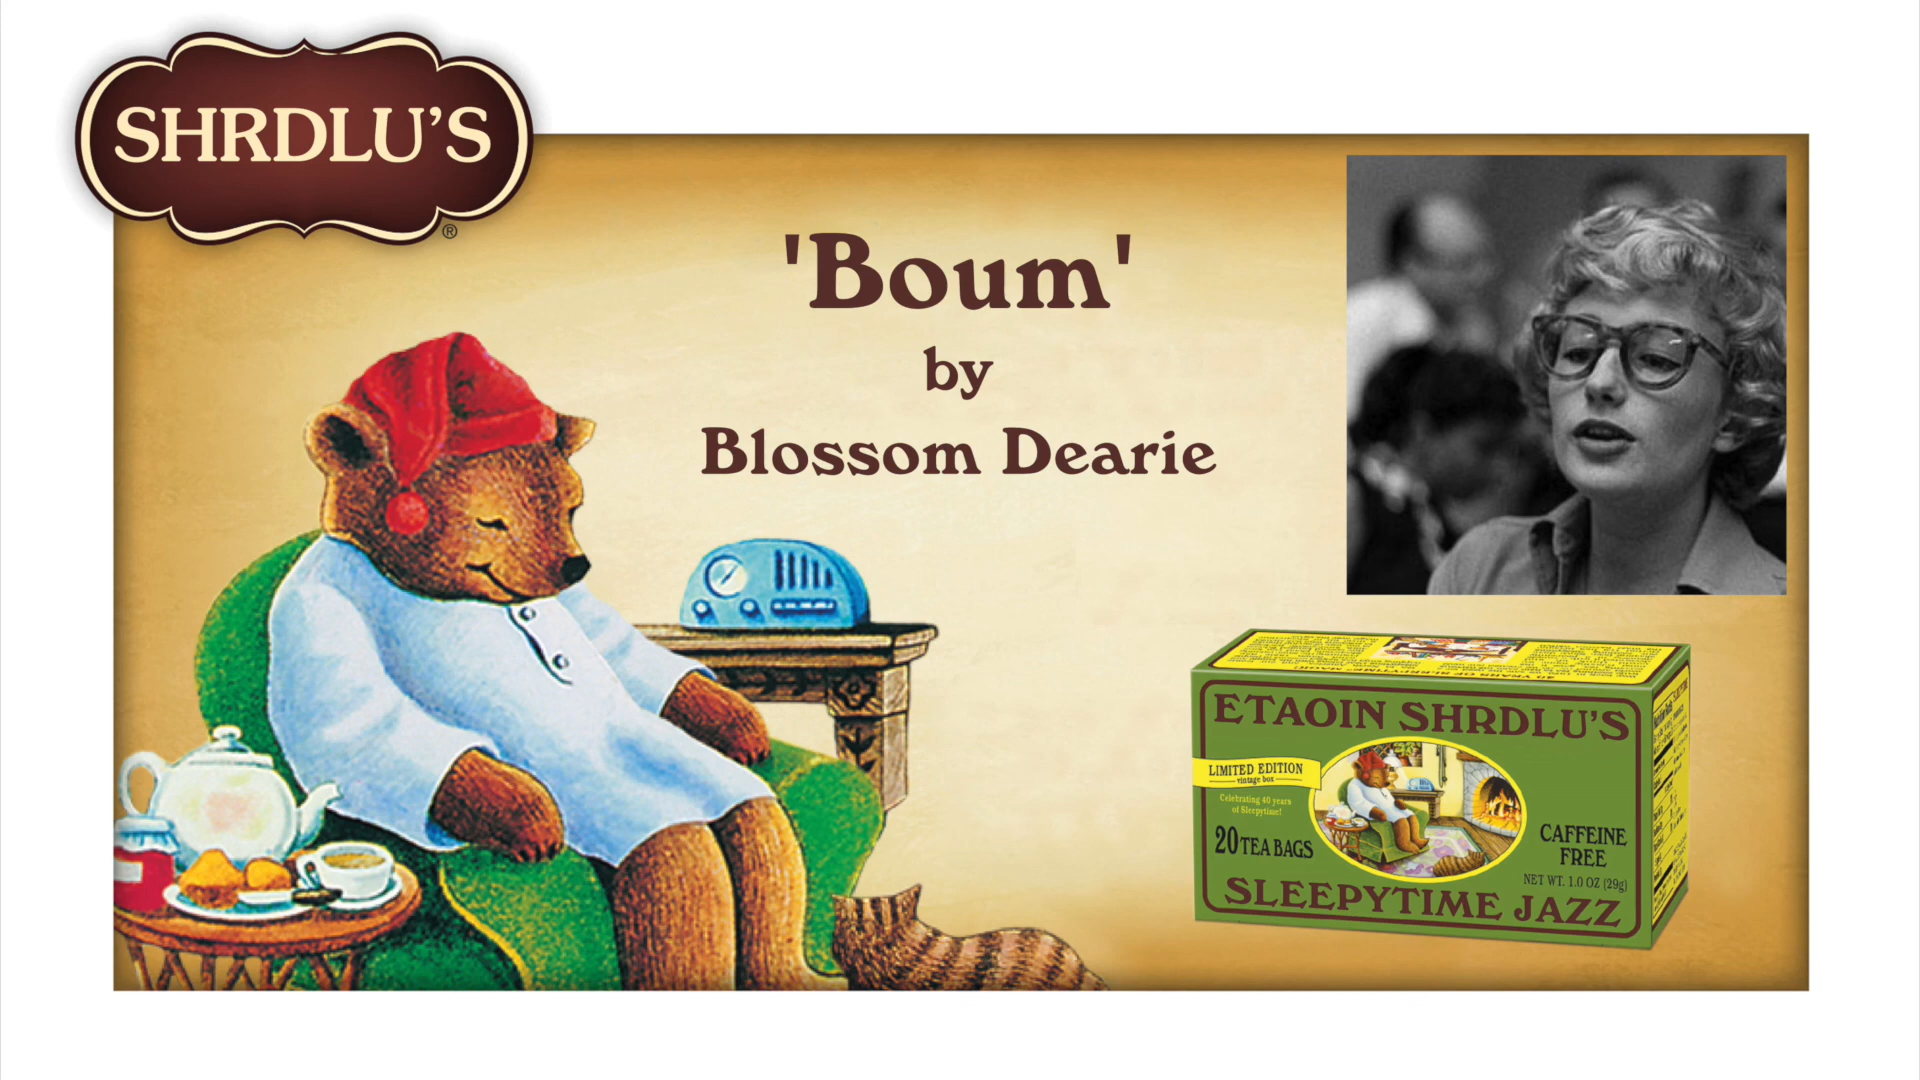 SHRDLU'S
®
'Boum'
by
Blossom Dearie
ETAOIN SHRDLU'S
LIMITED EDITION
vintage box
Celebrating 40 years
of Sleepytime!
20 TEA BAGS
CAFFEINE
FREE
NET WT. 1.0 OZ (29g)
SLEEPYTIME JAZZ